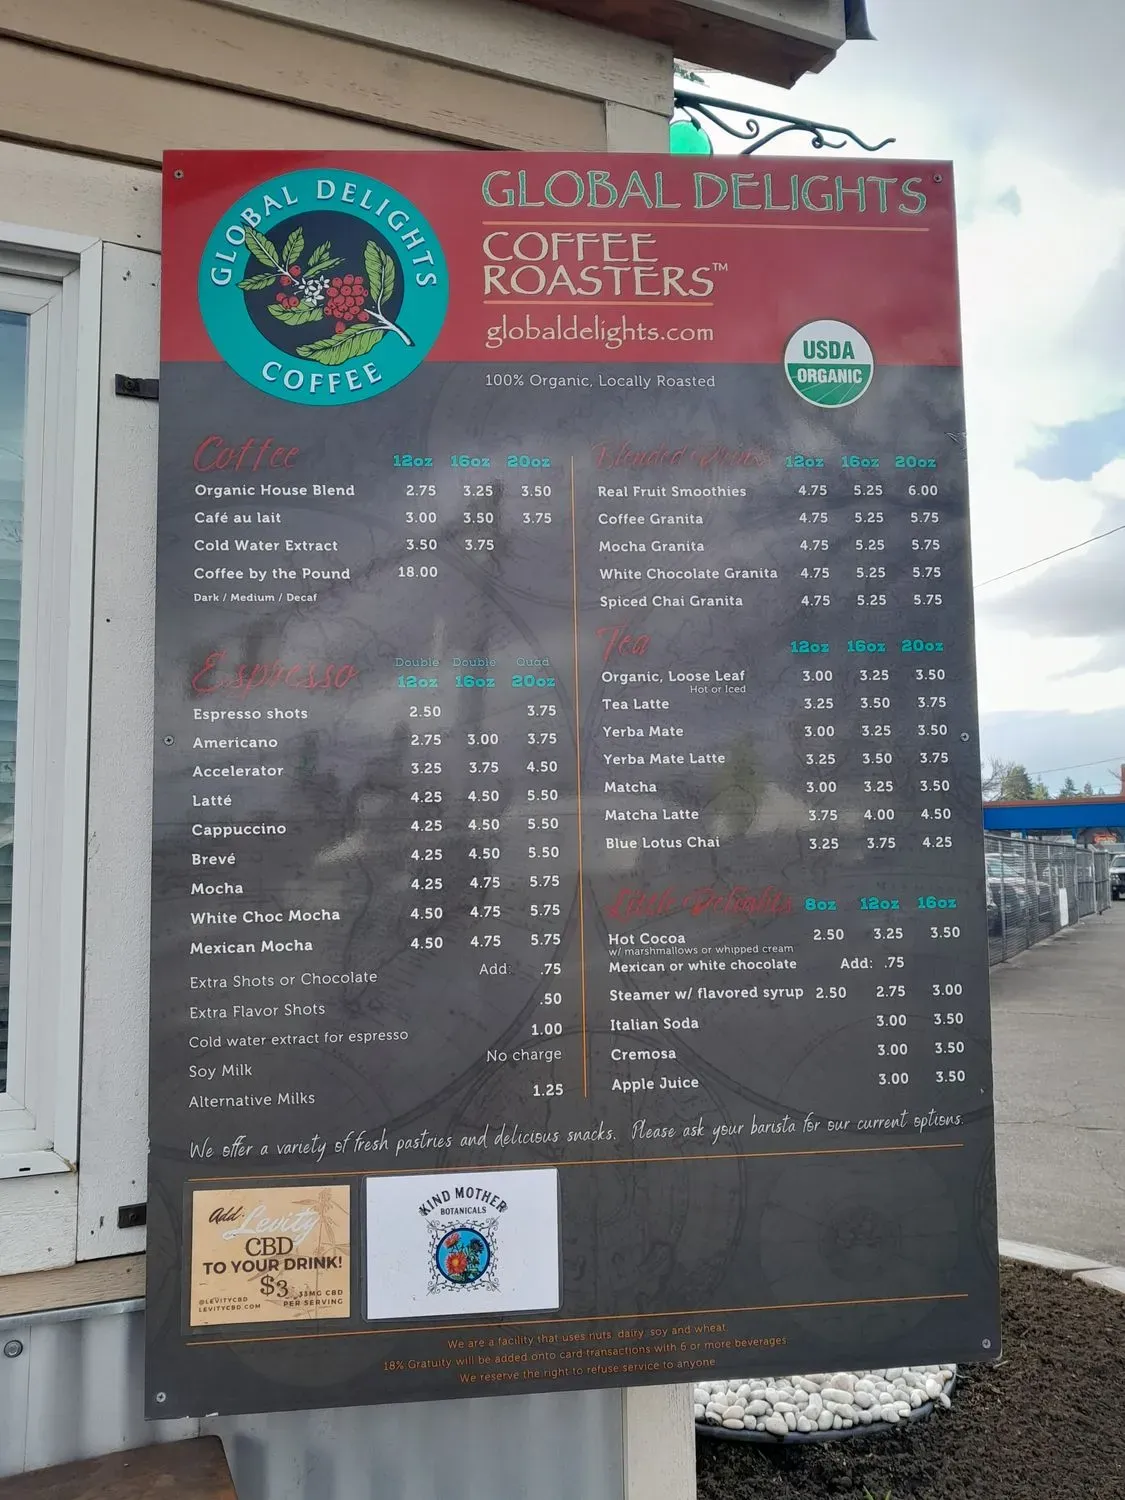 GLOBAL DELIGHTS
COFFEE
GLOBAL DELIGHTS
COFFEE
ROASTERS™
globaldelights.com
USDA
ORGANIC
100% Organic, Locally Roasted
Coffee 12oz 16oz 20oz
Organic House Blend 2.75 3.25 3.50
Café au lait 3.00 3.50 3.75
Cold Water Extract 3.50 3.75
Coffee by the Pound 18.00
Dark / Medium / Decaf
Espresso
Double Double Quad
12oz 16oz 20oz
Espresso shots 2.50 3.75
Americano 2.75 3.00 3.75
Accelerator 3.25 3.75 4.50
Latté 4.25 4.50 5.50
Cappuccino 4.25 4.50 5.50
Brevé 4.25 4.50 5.50
Mocha 4.25 4.75 5.75
White Choc Mocha 4.50 4.75 5.75
Mexican Mocha 4.50 4.75 5.75
Extra Shots or Chocolate Add: .75
Extra Flavor Shots .50
Cold water extract for espresso 1.00
Soy Milk No charge
Alternative Milks 1.25
Blended Drinks 12oz 16oz 20oz
Real Fruit Smoothies 4.75 5.25 6.00
Coffee Granita 4.75 5.25 5.75
Mocha Granita 4.75 5.25 5.75
White Chocolate Granita 4.75 5.25 5.75
Spiced Chai Granita 4.75 5.25 5.75
Tea 12oz 16oz 20oz
Organic, Loose Leaf 3.00 3.25 3.50
Hot or Iced
Tea Latte 3.25 3.50 3.75
Yerba Mate 3.00 3.25 3.50
Yerba Mate Latte 3.25 3.50 3.75
Matcha 3.00 3.25 3.50
Matcha Latte 3.75 4.00 4.50
Blue Lotus Chai 3.25 3.75 4.25
Little Delights 8oz 12oz 16oz
Hot Cocoa 2.50 3.25 3.50
w/ marshmallows or whipped cream
Mexican or white chocolate Add: .75
Steamer w/ flavored syrup 2.50 2.75 3.00
Italian Soda 3.00 3.50
Cremosa 3.00 3.50
Apple Juice 3.00 3.50
We offer a variety of fresh pastries and delicious snacks. Please ask your barista for our current options.
Add Levity
CBD
TO YOUR DRINK!
$3 33MG CBD
PER SERVING
@LEVITYCBD
LEVITYCBD.COM
KIND MOTHER
BOTANICALS
We are a facility that uses nuts, dairy, soy and wheat
18% Gratuity will be added onto card transactions with 6 or more beverages
We reserve the right to refuse service to anyone